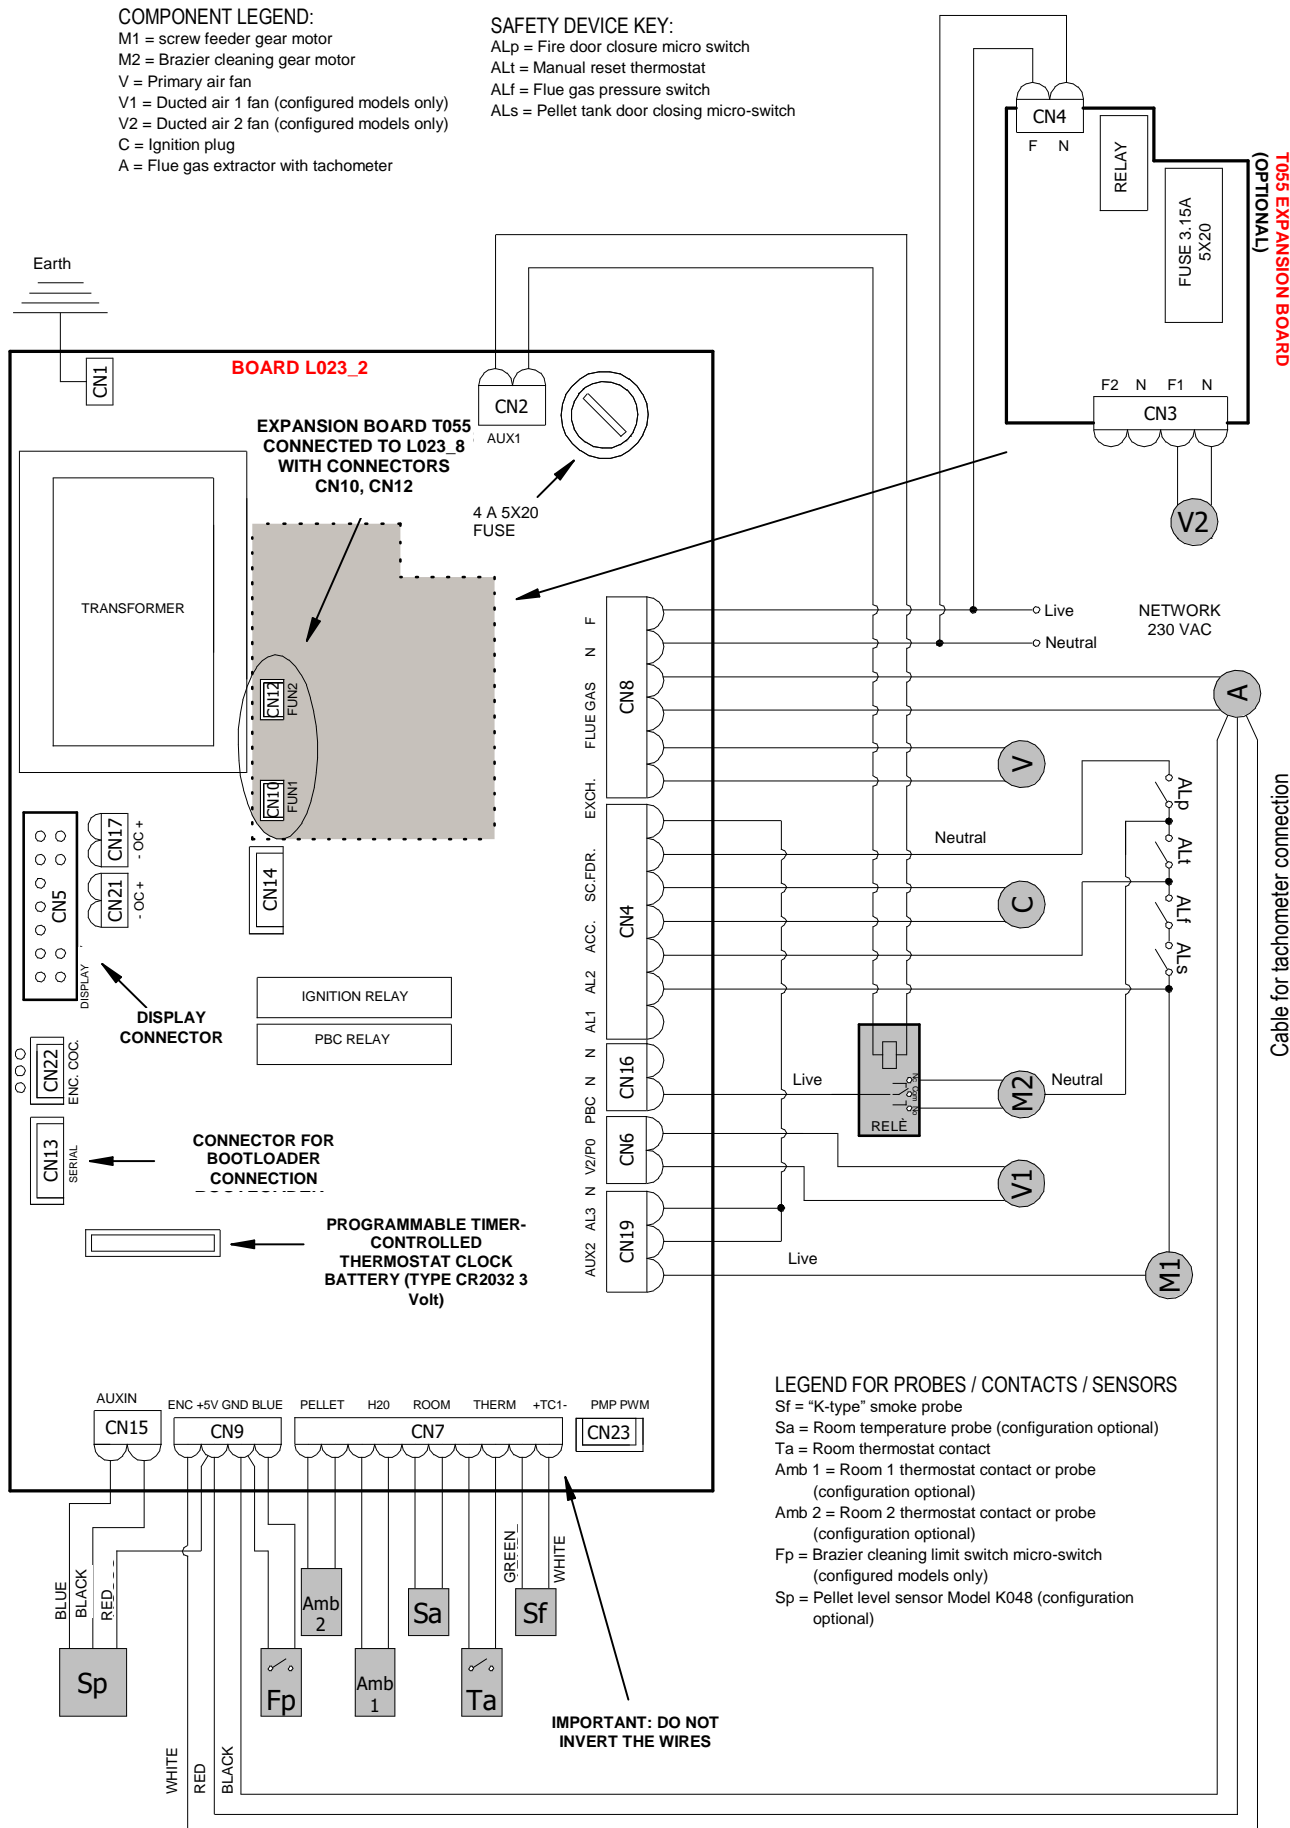 COMPONENT LEGEND:
M1 = screw feeder gear motor
M2 = Brazier cleaning gear motor
V = Primary air fan
V1 = Ducted air 1 fan (configured models only)
V2 = Ducted air 2 fan (configured models only)
C = Ignition plug
A = Flue gas extractor with tachometer
SAFETY DEVICE KEY:
ALp = Fire door closure micro switch
ALt = Manual reset thermostat
ALf = Flue gas pressure switch
ALs = Pellet tank door closing micro-switch
CN4
F N
RELAY
FUSE 3.15A
5X20
T055 EXPANSION BOARD
(OPTIONAL)
F2 N F1 N
CN3
V2
Earth
CN1
BOARD L023_2
CN2
AUX1
EXPANSION BOARD T055
CONNECTED TO L023_8
WITH CONNECTORS
CN10, CN12
4 A 5X20
FUSE
TRANSFORMER
CN12
FUN2
CN10
FUN1
F
N
FLUE GAS
EXCH.
CN8
Live
Neutral
NETWORK
230 VAC
A
V
CN17
- OC +
CN21
- OC +
CN5
DISPLAY
CN14
DISPLAY
CONNECTOR
IGNITION RELAY
PBC RELAY
SC.FDR.
ACC.
AL2
AL1
CN4
Neutral
C
ALp
ALt
ALf
ALs
Cable for tachometer connection
CN22
ENC. COC.
CN13
SERIAL
CONNECTOR FOR
BOOTLOADER
CONNECTION
N
N
PBC
CN16
Live
Nc Com No
RELÈ
M2
Neutral
V2/P0
N
CN6
V1
AL3
AUX2
CN19
Live
M1
PROGRAMMABLE TIMER-
CONTROLLED
THERMOSTAT CLOCK
BATTERY (TYPE CR2032 3
Volt)
AUXIN
CN15
ENC +5V GND BLUE
CN9
PELLET H20 ROOM THERM +TC1-
CN7
PMP PWM
CN23
LEGEND FOR PROBES / CONTACTS / SENSORS
Sf = “K-type” smoke probe
Sa = Room temperature probe (configuration optional)
Ta = Room thermostat contact
Amb 1 = Room 1 thermostat contact or probe
(configuration optional)
Amb 2 = Room 2 thermostat contact or probe
(configuration optional)
Fp = Brazier cleaning limit switch micro-switch
(configured models only)
Sp = Pellet level sensor Model K048 (configuration
optional)
BLUE
BLACK
RED
GREEN
WHITE
Sp
Fp
Amb
2
Amb
1
Sa
Ta
Sf
IMPORTANT: DO NOT
INVERT THE WIRES
WHITE
RED
BLACK